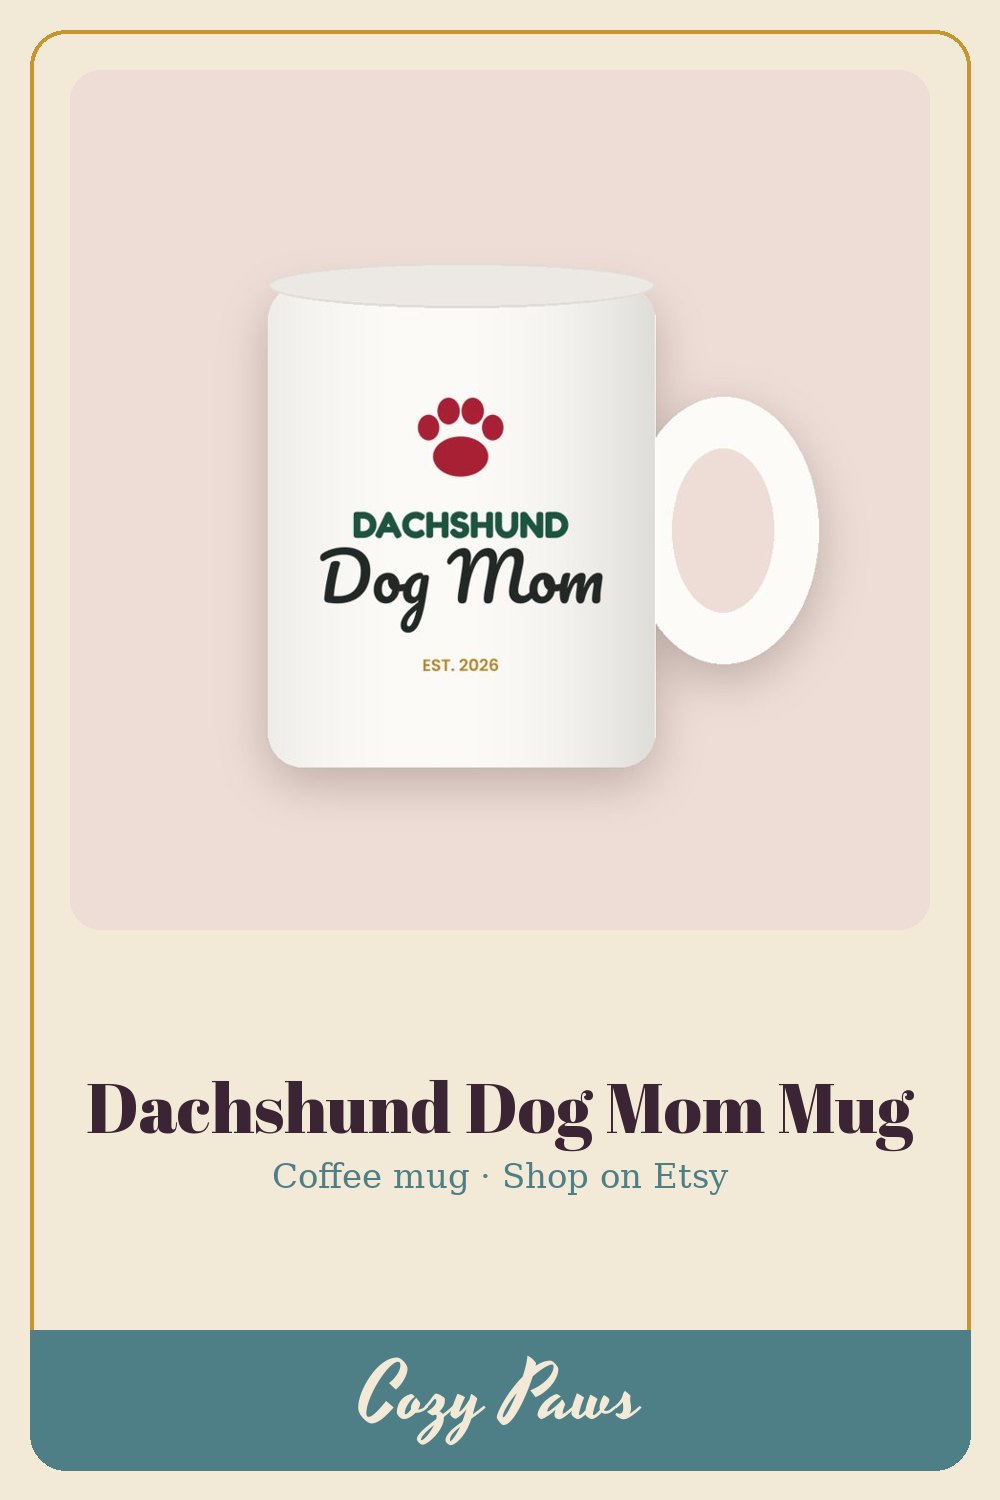 DACHSHUND
Dog Mom
EST. 2026
Dachshund Dog Mom Mug
Coffee mug · Shop on Etsy
Cozy Paws